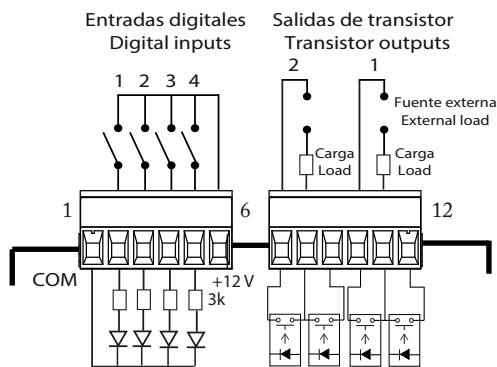 Entradas digitales
Digital inputs
Salidas de transistor
Transistor outputs
1 2 3 4
2 1
Fuente externa
External load
Carga
Load
Carga
Load
1
6
12
COM
+12 V
3k